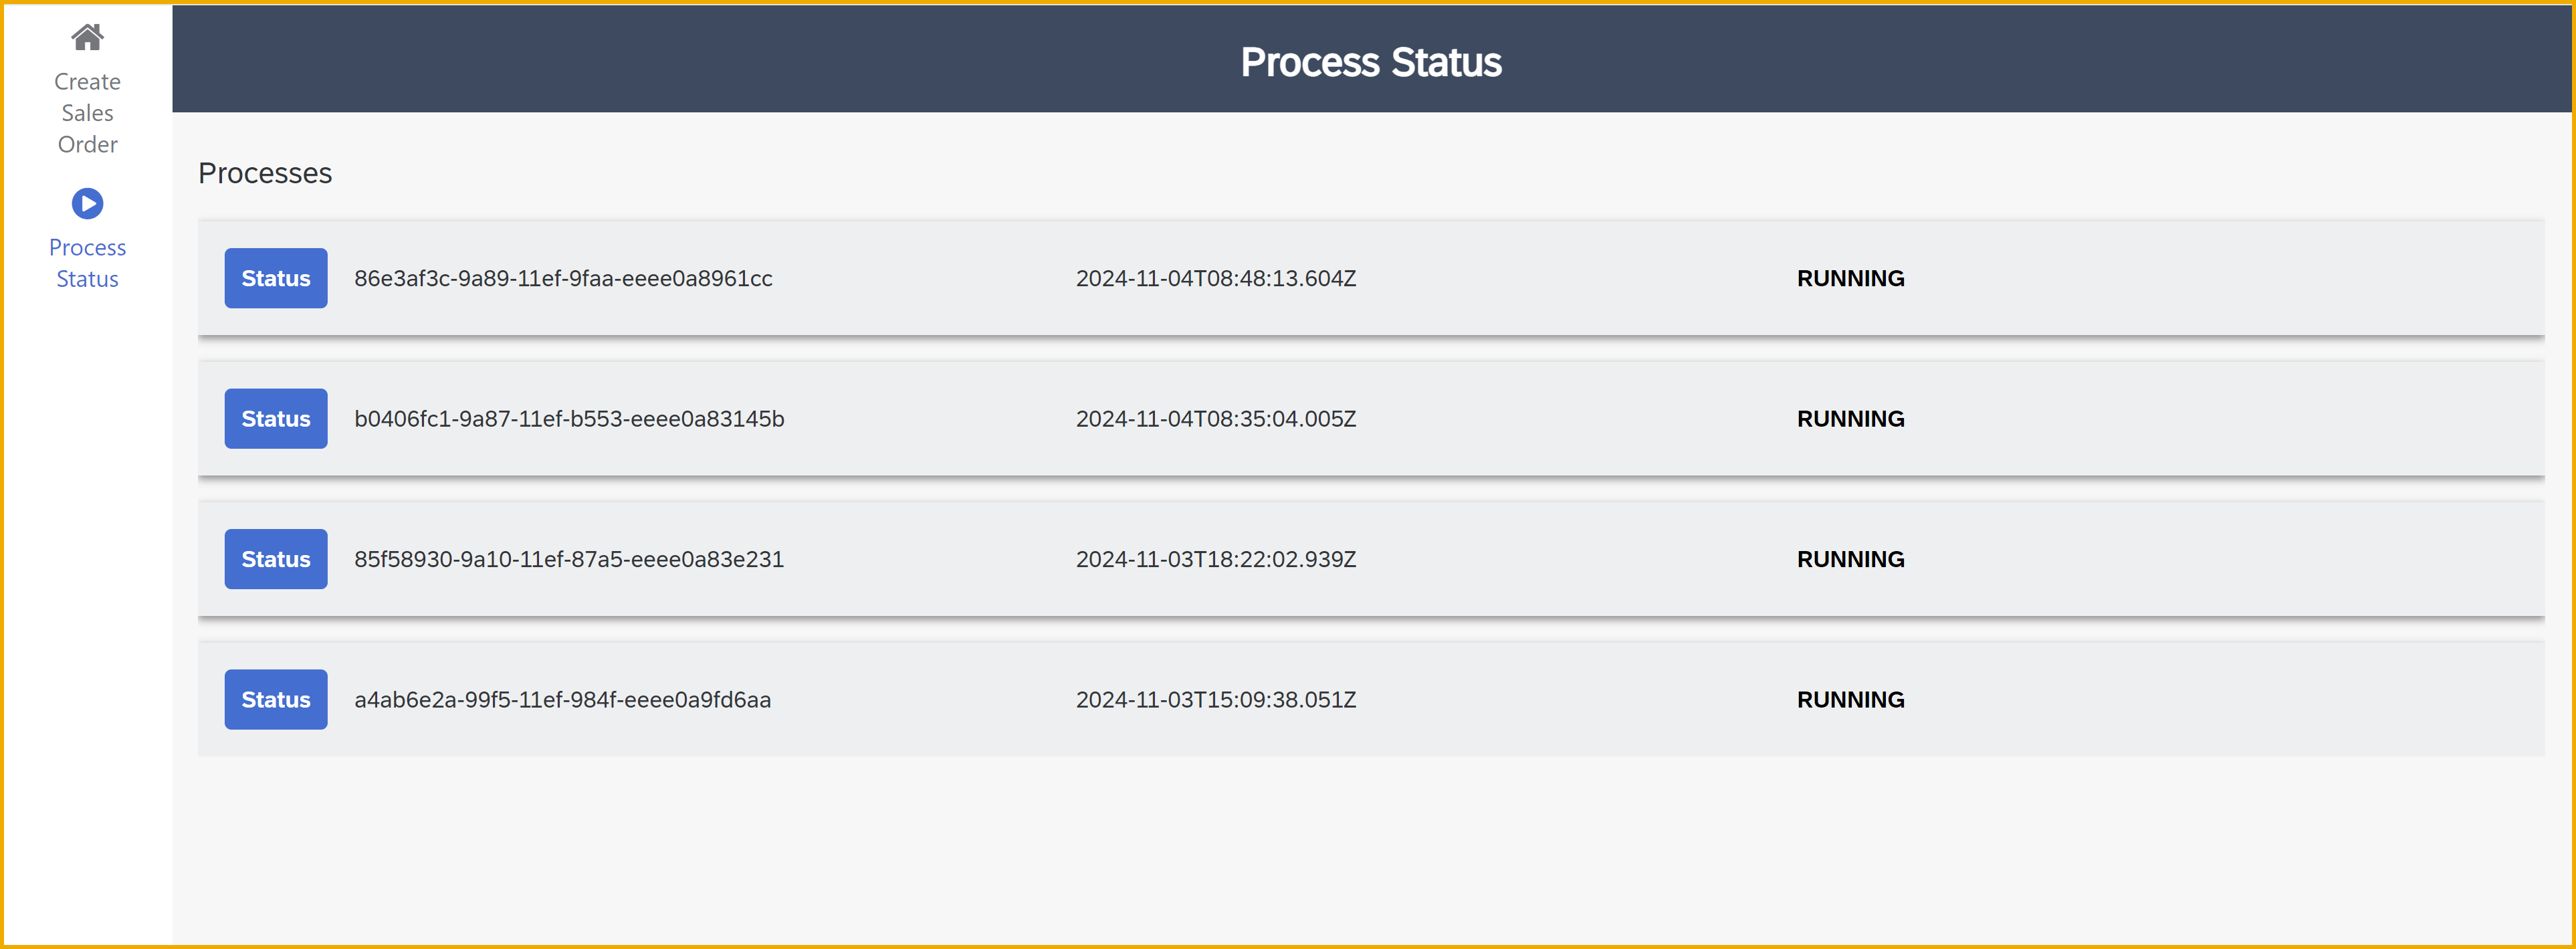 Create
Sales
Order
Process
Status
Process Status
Processes
Status 86e3af3c-9a89-11ef-9faa-eeee0a8961cc 2024-11-04T08:48:13.604Z RUNNING
Status b0406fc1-9a87-11ef-b553-eeee0a83145b 2024-11-04T08:35:04.005Z RUNNING
Status 85f58930-9a10-11ef-87a5-eeee0a83e231 2024-11-03T18:22:02.939Z RUNNING
Status a4ab6e2a-99f5-11ef-984f-eeee0a9fd6aa 2024-11-03T15:09:38.051Z RUNNING